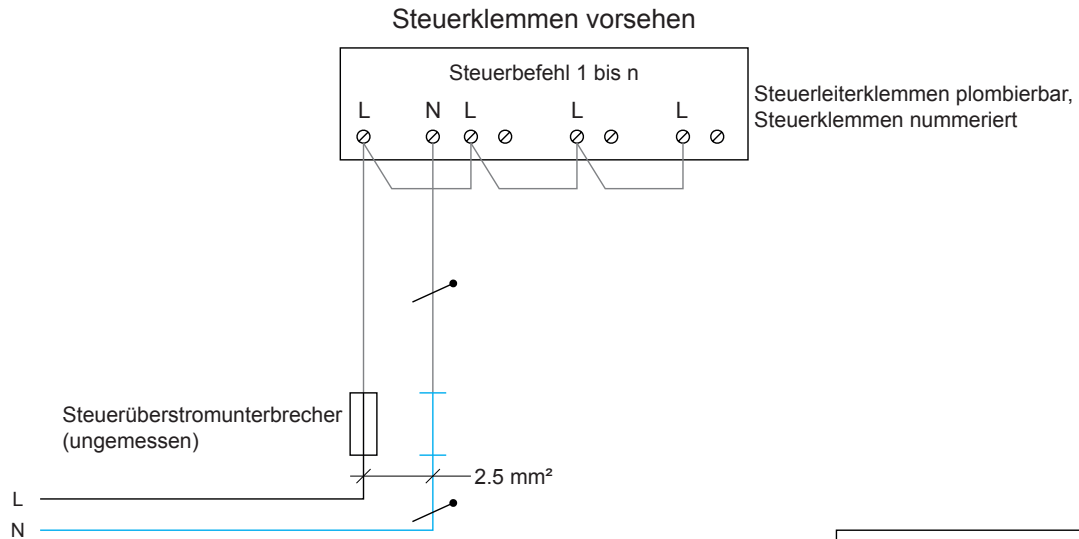 Steuerklemmen vorsehen
Steuerbefehl 1 bis n
L N L L L
Steuerleiterklemmen plombierbar,
Steuerklemmen nummeriert
Steuerüberstromunterbrecher
(ungemessen)
2.5 mm²
L
N